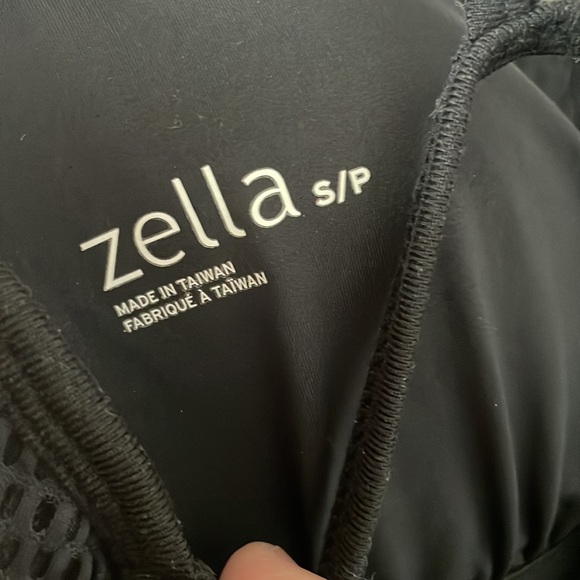 zella S/P
MADE IN TAIWAN
FABRIQUÉ À TAÏWAN